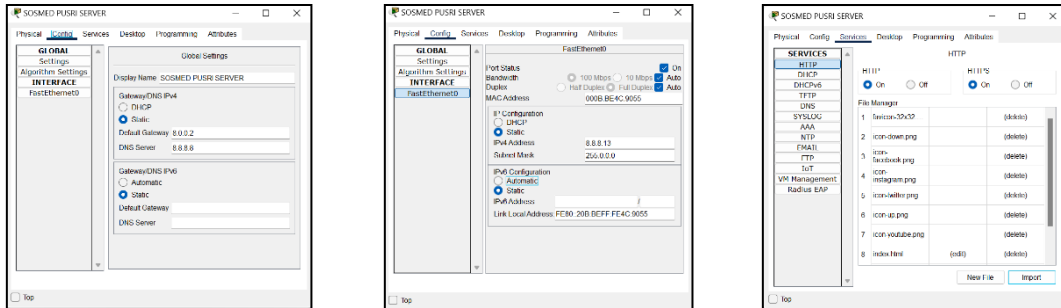 SOSMED PUSRI SERVER
Physical Config Services Desktop Programming Attributes
GLOBAL
Settings
Algorithm Settings
INTERFACE
FastEthernet0
Global Settings
Display Name SOSMED PUSRI SERVER
Gateway/DNS IPv4
DHCP
Static
Default Gateway 8.0.0.2
DNS Server 8.8.8.8
Gateway/DNS IPv6
Automatic
Static
Default Gateway
DNS Server
Top
SOSMED PUSRI SERVER
Physical Config Services Desktop Programming Attributes
GLOBAL
Settings
Algorithm Settings
INTERFACE
FastEthernet0
FastEthernet0
Port Status On
Bandwidth 100 Mbps 10 Mbps Auto
Duplex Half Duplex Full Duplex Auto
MAC Address 000B.BE4C.9055
IP Configuration
DHCP
Static
IPv4 Address 8.8.8.13
Subnet Mask 255.0.0.0
IPv6 Configuration
Automatic
Static
IPv6 Address /
Link Local Address: FE80::20B:BEFF:FE4C:9055
Top
SOSMED PUSRI SERVER
Physical Config Services Desktop Programming Attributes
SERVICES
HTTP
DHCP
DHCPv6
TFTP
DNS
SYSLOG
AAA
NTP
EMAIL
FTP
IoT
VM Management
Radius EAP
HTTP
HTTP HTTPS
On Off On Off
File Manager
1 favicon-32x32 (delete)
2 icon-down.png (delete)
3 icon-facebook.png (delete)
4 icon-instagram.png (delete)
5 icon-twitter.png (delete)
6 icon-up.png (delete)
7 icon-youtube.png (delete)
8 index.html (edit) (delete)
New File Import
Top